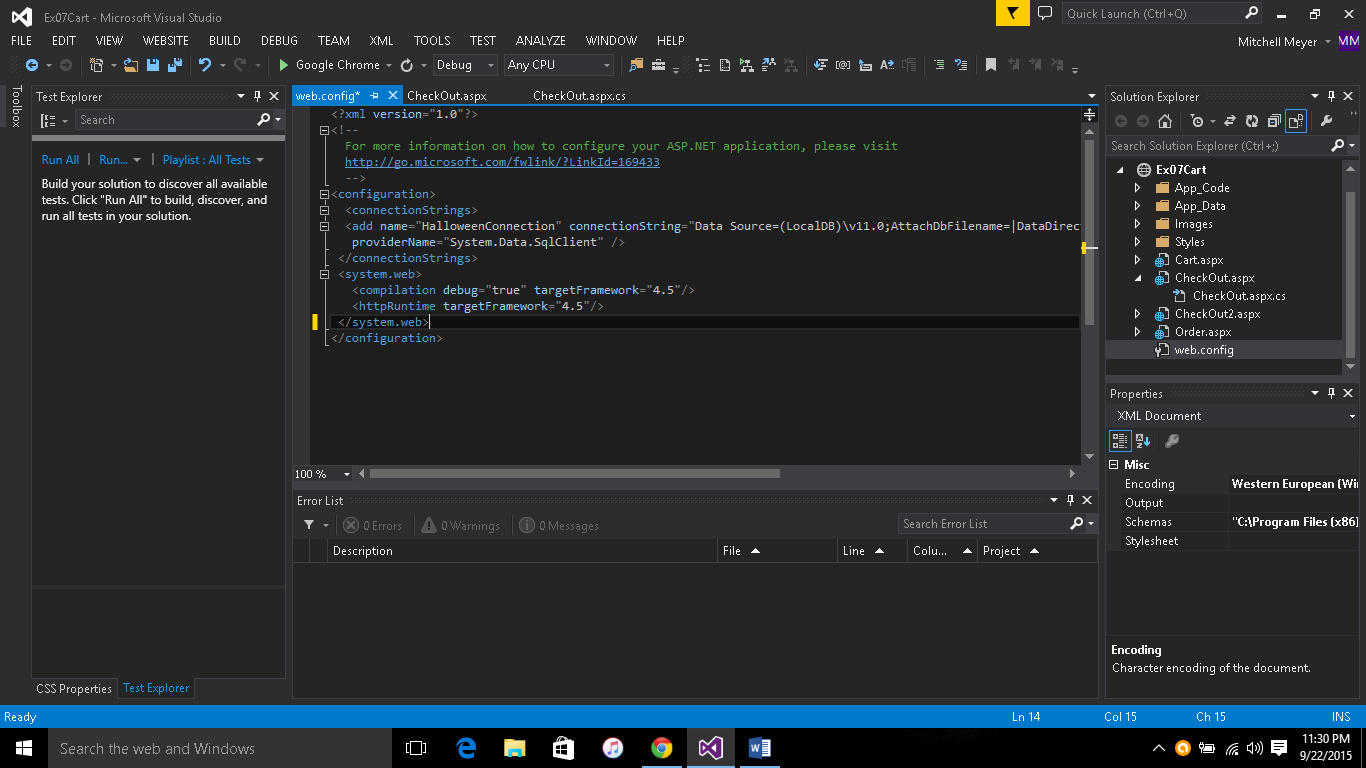 Ex07Cart - Microsoft Visual Studio
Quick Launch (Ctrl+Q)
FILE EDIT VIEW WEBSITE BUILD DEBUG TEAM XML TOOLS TEST ANALYZE WINDOW HELP
Mitchell Meyer MM
Google Chrome Debug Any CPU
Toolbox
Test Explorer
Search
Run All | Run... | Playlist : All Tests
Build your solution to discover all available
tests. Click "Run All" to build, discover, and
run all tests in your solution.
CSS Properties Test Explorer
web.config* CheckOut.aspx CheckOut.aspx.cs
<?xml version="1.0"?>
<!--
For more information on how to configure your ASP.NET application, please visit
http://go.microsoft.com/fwlink/?LinkId=169433
-->
<configuration>
<connectionStrings>
<add name="HalloweenConnection" connectionString="Data Source=(LocalDB)\v11.0;AttachDbFilename=|DataDirec
providerName="System.Data.SqlClient" />
</connectionStrings>
<system.web>
<compilation debug="true" targetFramework="4.5"/>
<httpRuntime targetFramework="4.5"/>
</system.web>
</configuration>
100 %
Error List
0 Errors 0 Warnings 0 Messages
Search Error List
Description File Line Colu... Project
Solution Explorer
Search Solution Explorer (Ctrl+;)
Ex07Cart
App_Code
App_Data
Images
Styles
Cart.aspx
CheckOut.aspx
CheckOut.aspx.cs
CheckOut2.aspx
Order.aspx
web.config
Properties
XML Document
Misc
Encoding Western European (Wi
Output
Schemas "C:\Program Files (x86)
Stylesheet
Encoding
Character encoding of the document.
Ready Ln 14 Col 15 Ch 15 INS
Search the web and Windows
11:30 PM
9/22/2015